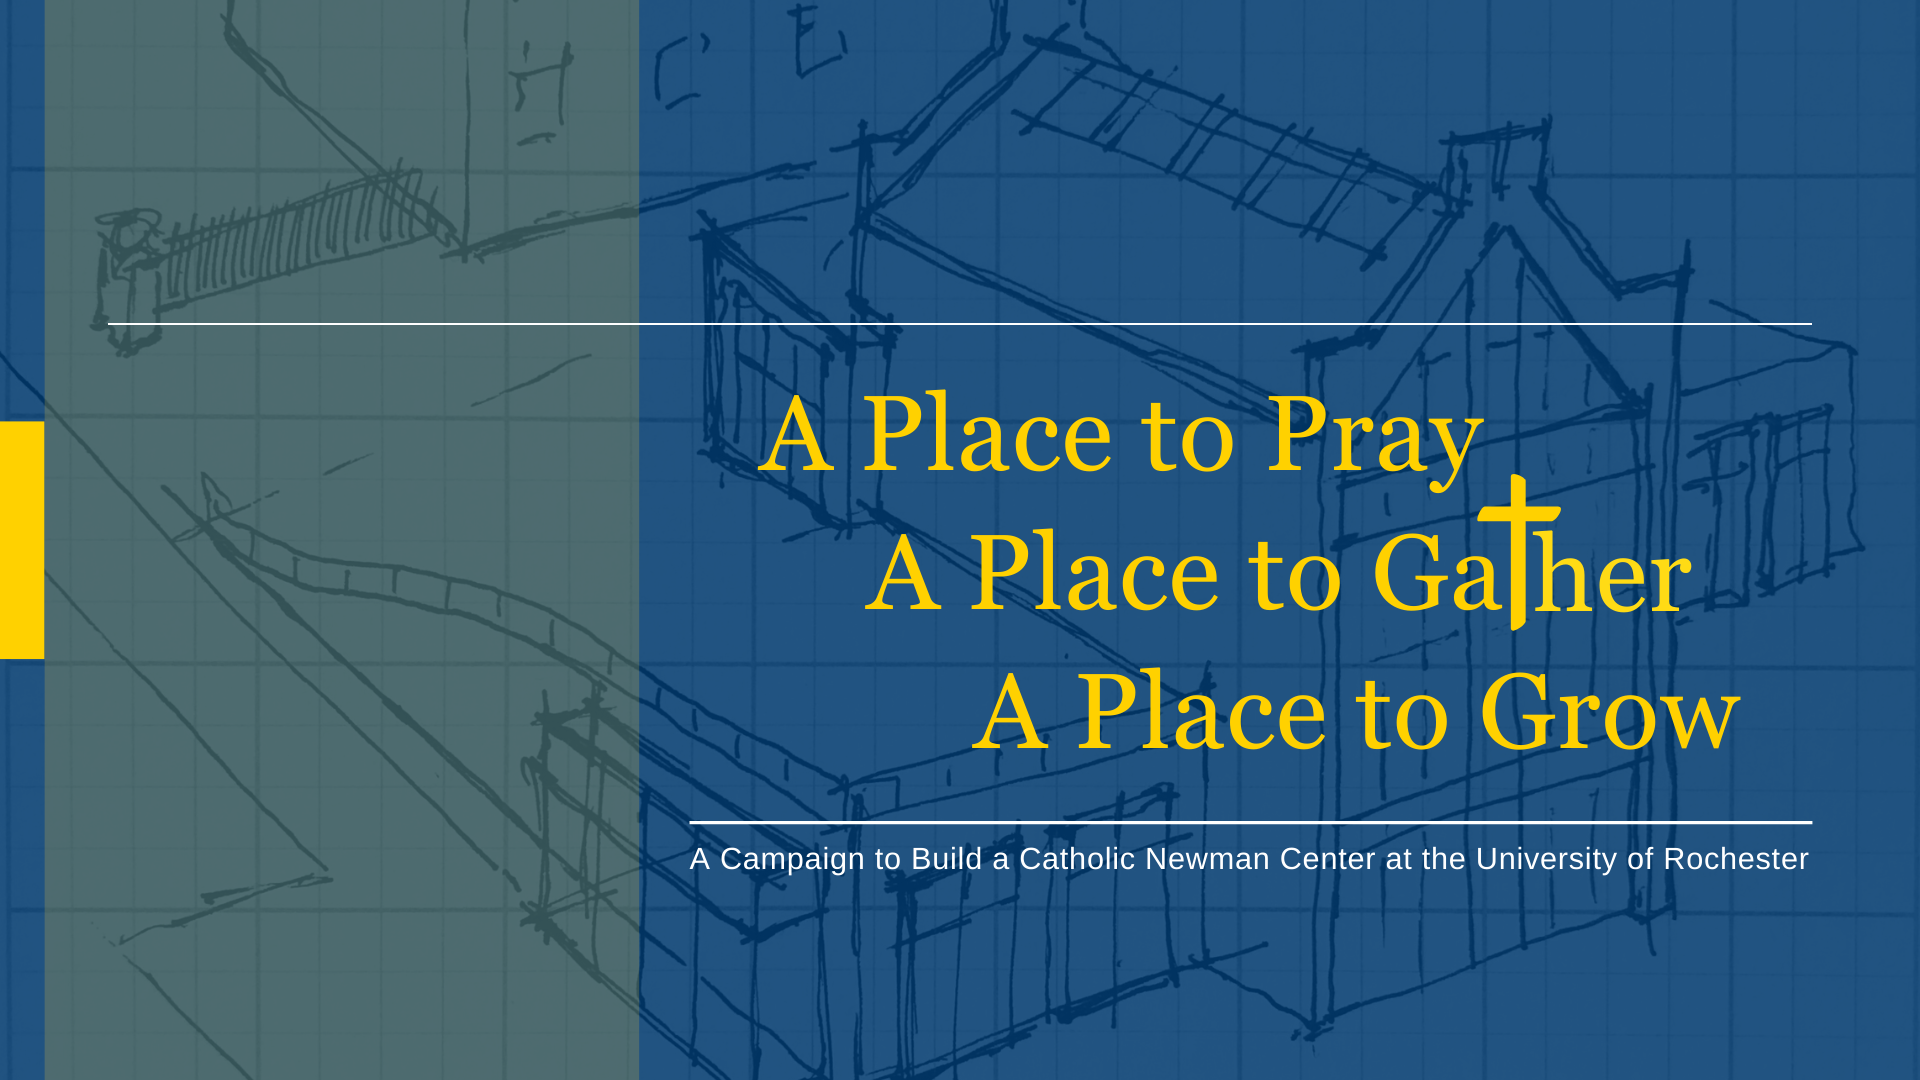 H C E
A Place to Pray
A Place to Gather
A Place to Grow
A Campaign to Build a Catholic Newman Center at the University of Rochester